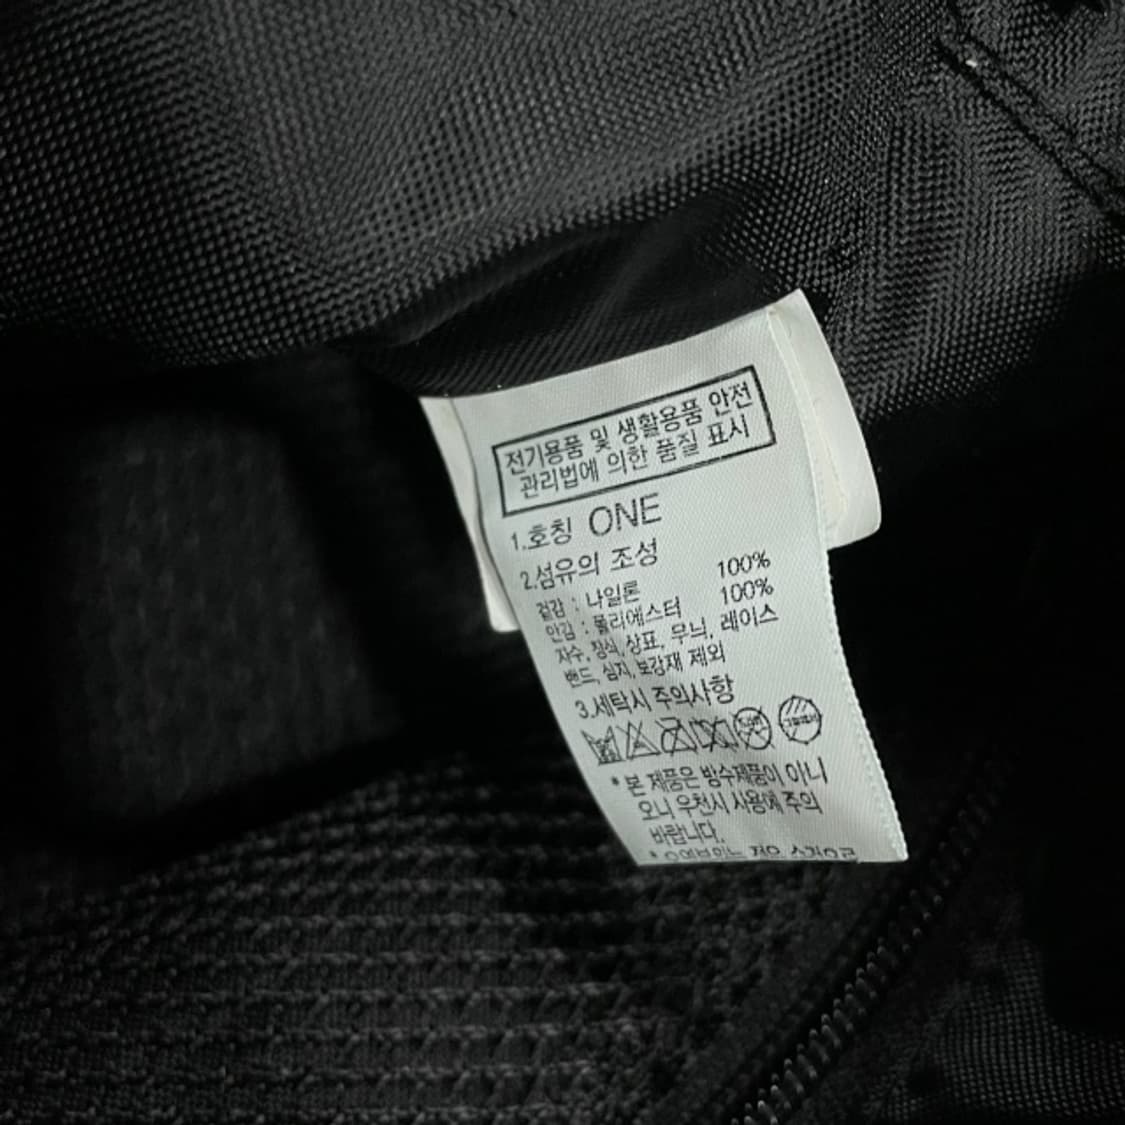 전기용품 및 생활용품 안전
관리법에 의한 품질 표시
1.호칭 ONE
2.섬유의 조성
겉감 : 나일론 100%
안감 : 폴리에스터 100%
자수, 장식, 상표, 무늬, 레이스
밴드, 심지, 보강재 제외
3.세탁시 주의사항
* 본 제품은 방수제품이 아니
오니 우천시 사용에 주의
바랍니다.